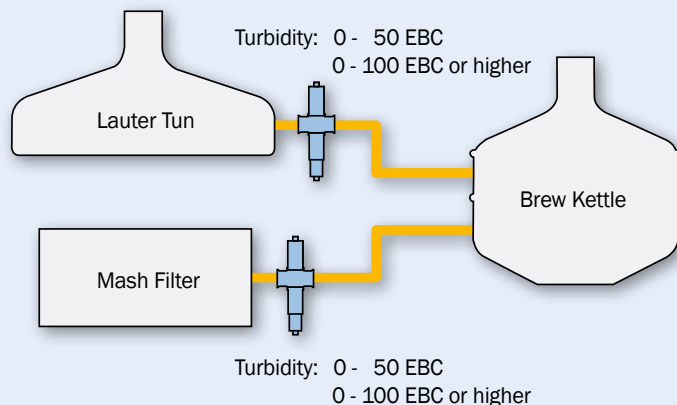 Turbidity: 0 - 50 EBC
0 - 100 EBC or higher
Lauter Tun
Brew Kettle
Mash Filter
Turbidity: 0 - 50 EBC
0 - 100 EBC or higher